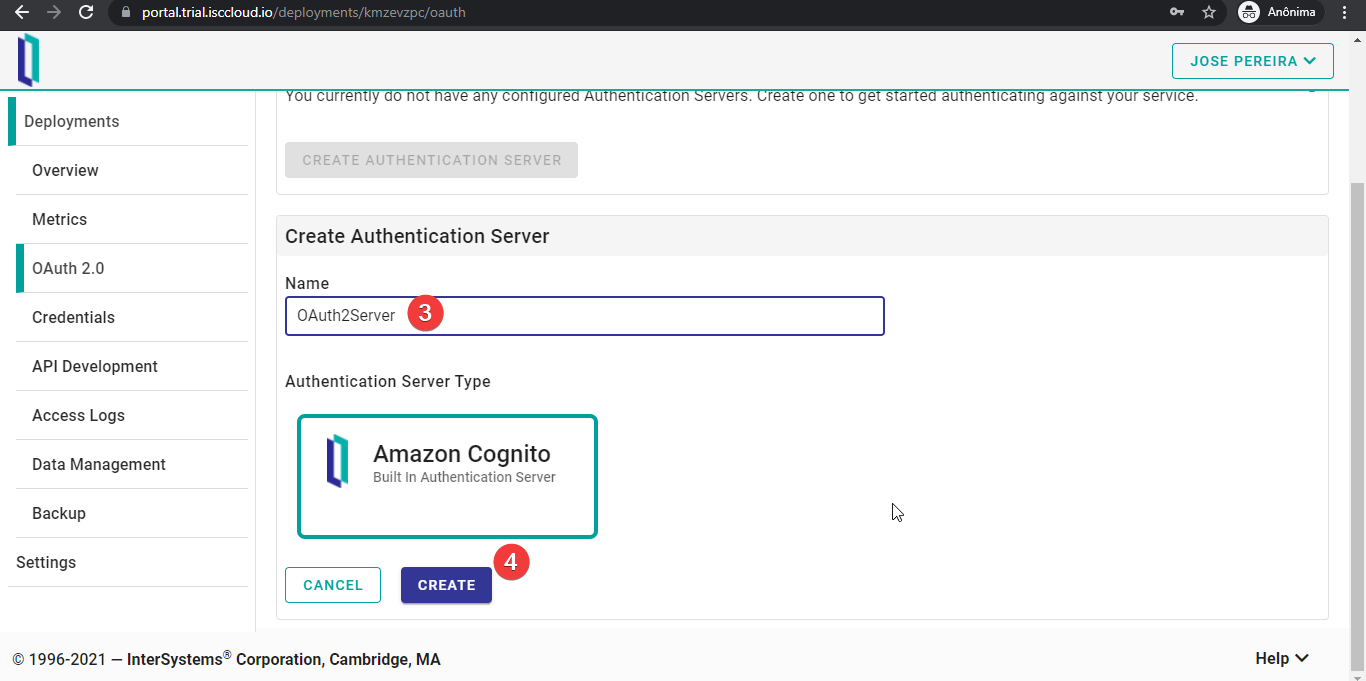 portal.trial.isccloud.io/deployments/kmzevzpc/oauth
Anônima
JOSE PEREIRA
Deployments
Overview
Metrics
OAuth 2.0
Credentials
API Development
Access Logs
Data Management
Backup
Settings
You currently do not have any configured Authentication Servers. Create one to get started authenticating against your service.
CREATE AUTHENTICATION SERVER
Create Authentication Server
Name
OAuth2Server
3
Authentication Server Type
Amazon Cognito
Built In Authentication Server
4
CANCEL
CREATE
© 1996-2021 — InterSystems® Corporation, Cambridge, MA
Help